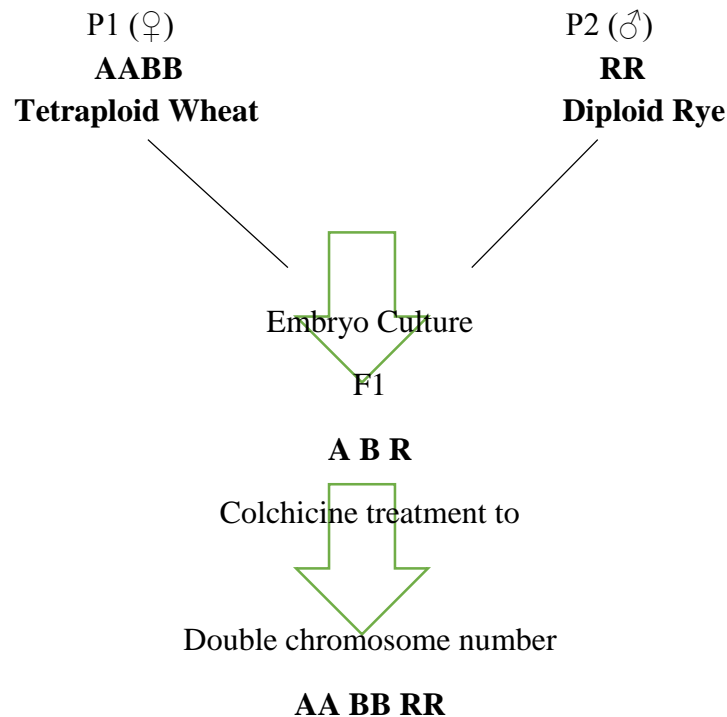 P1 (♀) P2 (♂)
AABB RR
Tetraploid Wheat Diploid Rye
Embryo Culture
F1
A B R
Colchicine treatment to
Double chromosome number
AA BB RR